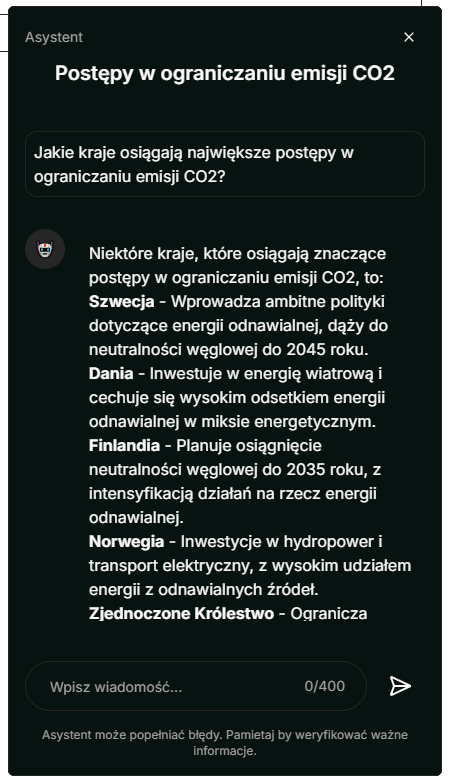 Asystent
Postępy w ograniczaniu emisji CO2
Jakie kraje osiągają największe postępy w
ograniczaniu emisji CO2?
Niektóre kraje, które osiągają znaczące
postępy w ograniczaniu emisji CO2, to:
Szwecja - Wprowadza ambitne polityki
dotyczące energii odnawialnej, dąży do
neutralności węglowej do 2045 roku.
Dania - Inwestuje w energię wiatrową i
cechuje się wysokim odsetkiem energii
odnawialnej w miksie energetycznym.
Finlandia - Planuje osiągnięcie
neutralności węglowej do 2035 roku, z
intensyfikacją działań na rzecz energii
odnawialnej.
Norwegia - Inwestycje w hydropower i
transport elektryczny, z wysokim udziałem
energii z odnawialnych źródeł.
Zjednoczone Królestwo - Ogranicza
Wpisz wiadomość... 0/400
Asystent może popełniać błędy. Pamietaj by weryfikować ważne
informacje.